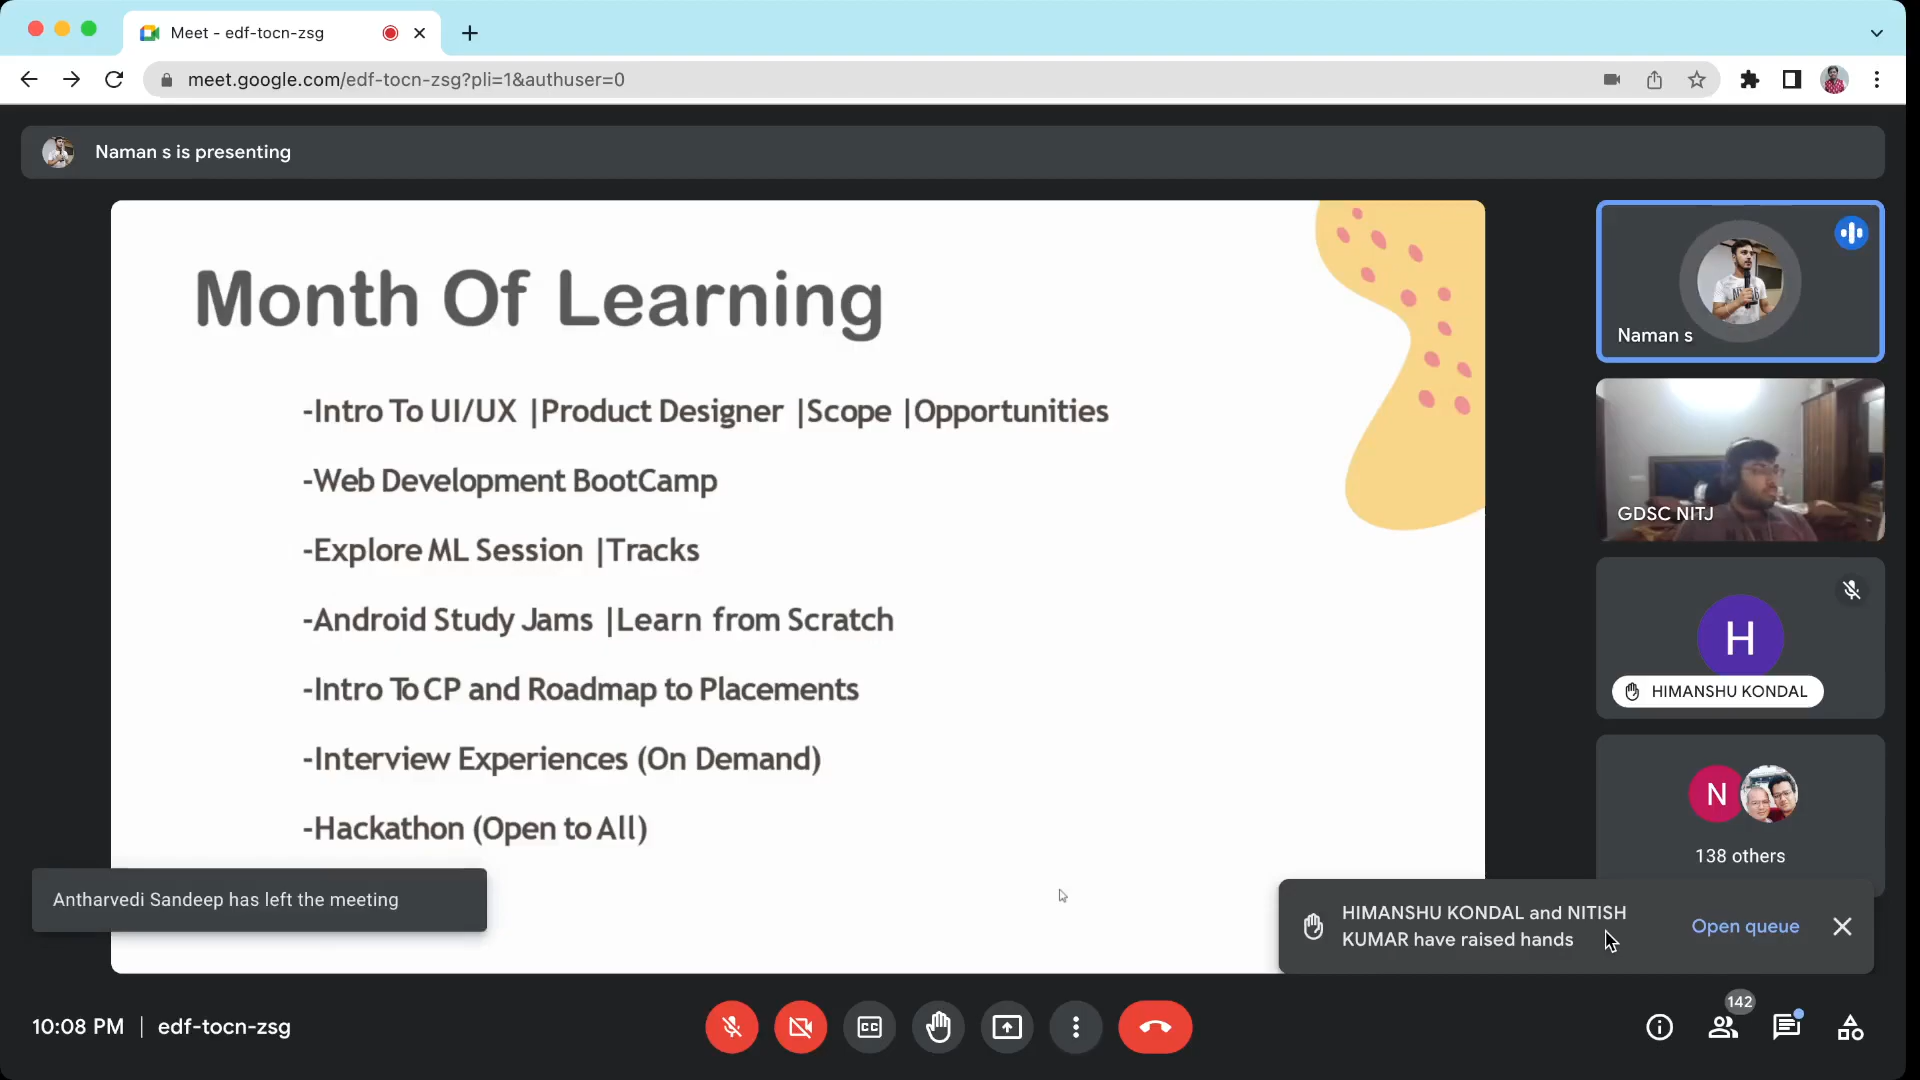 Meet - edf-tocn-zsg
meet.google.com/edf-tocn-zsg?pli=1&authuser=0
Naman s is presenting
Month Of Learning
-Intro To UI/UX |Product Designer |Scope |Opportunities
-Web Development BootCamp
-Explore ML Session |Tracks
-Android Study Jams |Learn from Scratch
-Intro To CP and Roadmap to Placements
-Interview Experiences (On Demand)
-Hackathon (Open to All)
Naman s
GDSC NITJ
H
HIMANSHU KONDAL
N
138 others
Antharvedi Sandeep has left the meeting
HIMANSHU KONDAL and NITISH
KUMAR have raised hands
Open queue
10:08 PM | edf-tocn-zsg
CC
142